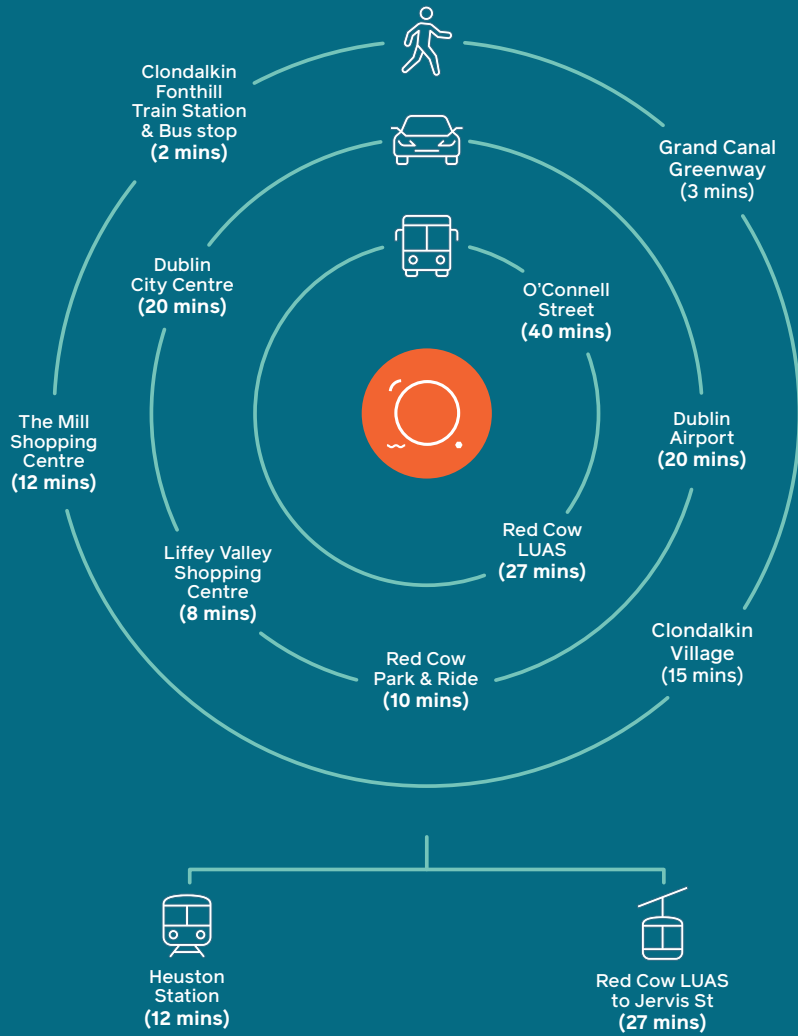 Clondalkin
Fonthill
Train Station
& Bus stop
(2 mins)
Grand Canal
Greenway
(3 mins)
Dublin
City Centre
(20 mins)
O'Connell
Street
(40 mins)
The Mill
Shopping
Centre
(12 mins)
Dublin
Airport
(20 mins)
Liffey Valley
Shopping
Centre
(8 mins)
Red Cow
LUAS
(27 mins)
Red Cow
Park & Ride
(10 mins)
Clondalkin
Village
(15 mins)
Heuston
Station
(12 mins)
Red Cow LUAS
to Jervis St
(27 mins)